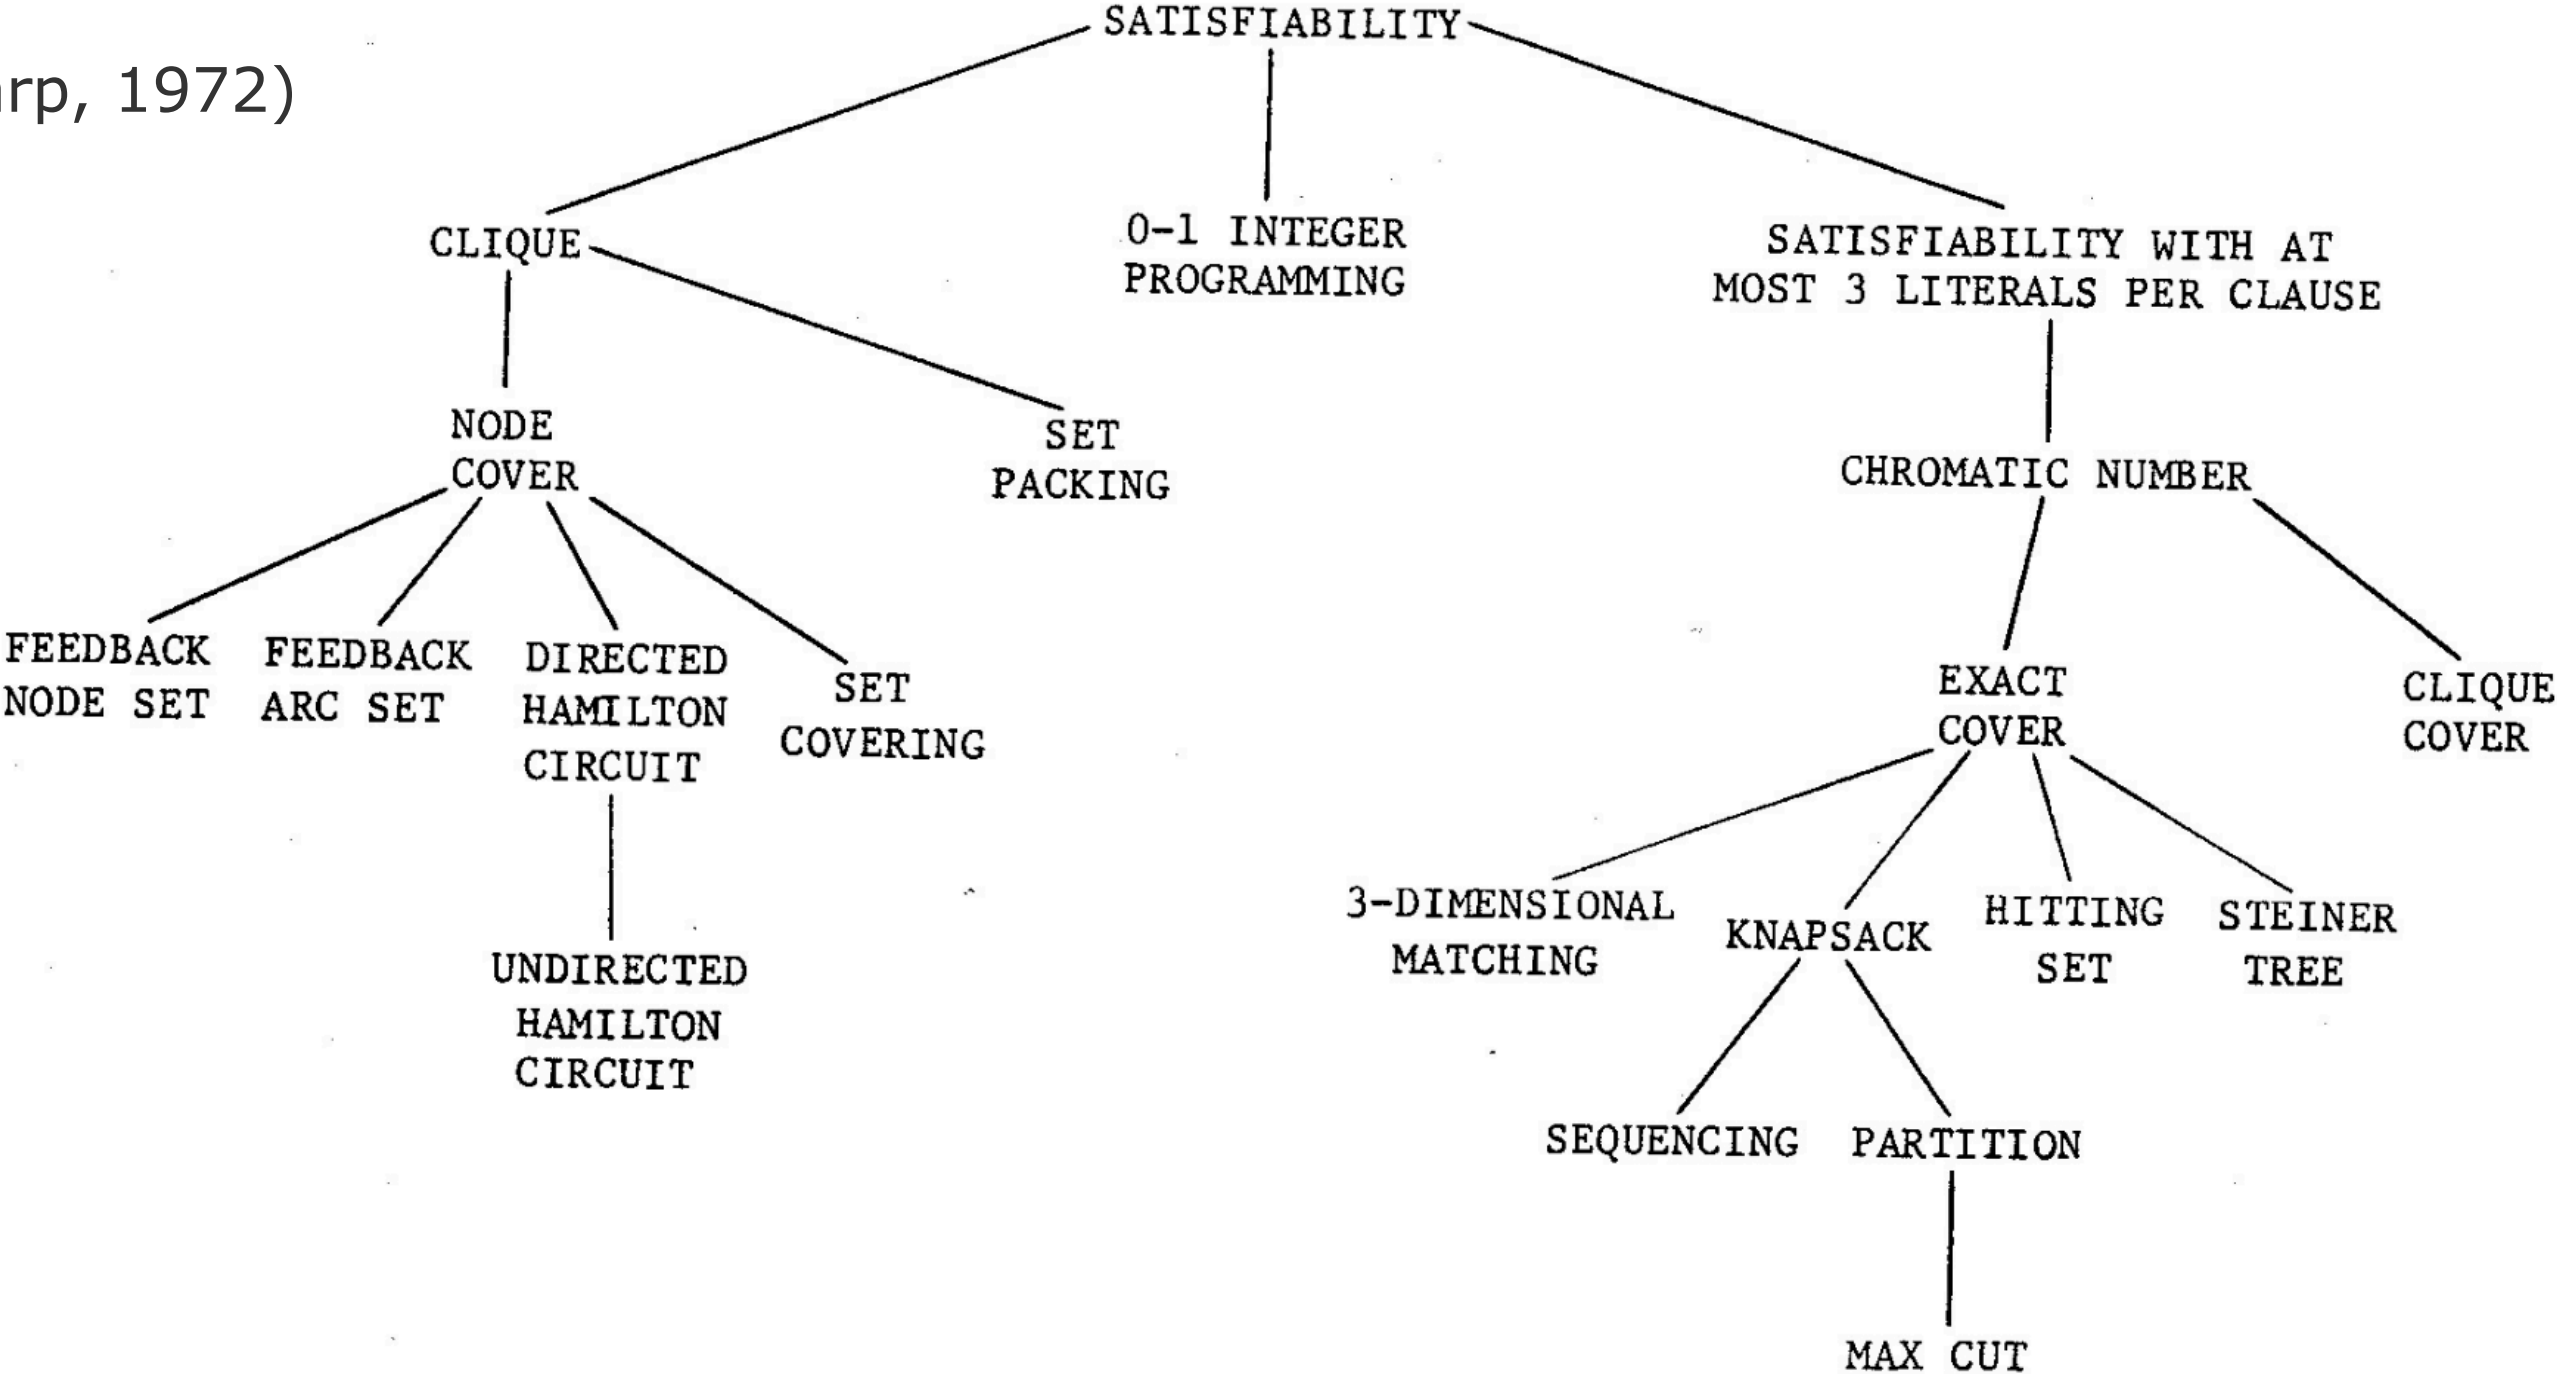 SATISFIABILITY
arp, 1972)
CLIQUE
0-1 INTEGER
PROGRAMMING
SATISFIABILITY WITH AT
MOST 3 LITERALS PER CLAUSE
NODE
COVER
SET
PACKING
CHROMATIC NUMBER
FEEDBACK
NODE SET
FEEDBACK
ARC SET
DIRECTED
HAMILTON
CIRCUIT
SET
COVERING
EXACT
COVER
CLIQUE
COVER
3-DIMENSIONAL
MATCHING
KNAPSACK
HITTING
SET
STEINER
TREE
UNDIRECTED
HAMILTON
CIRCUIT
SEQUENCING
PARTITION
MAX CUT